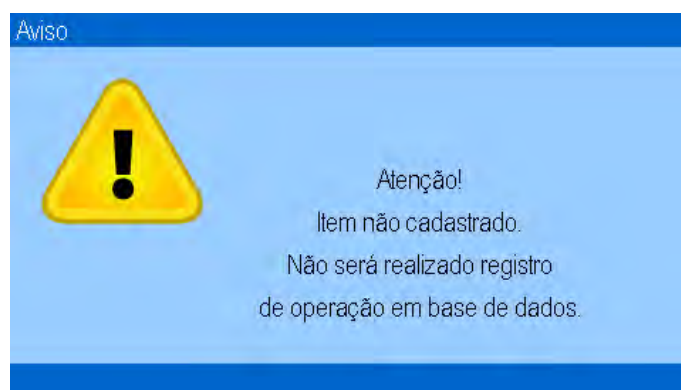 Aviso
Atenção!
Item não cadastrado.
Não será realizado registro
de operação em base de dados.